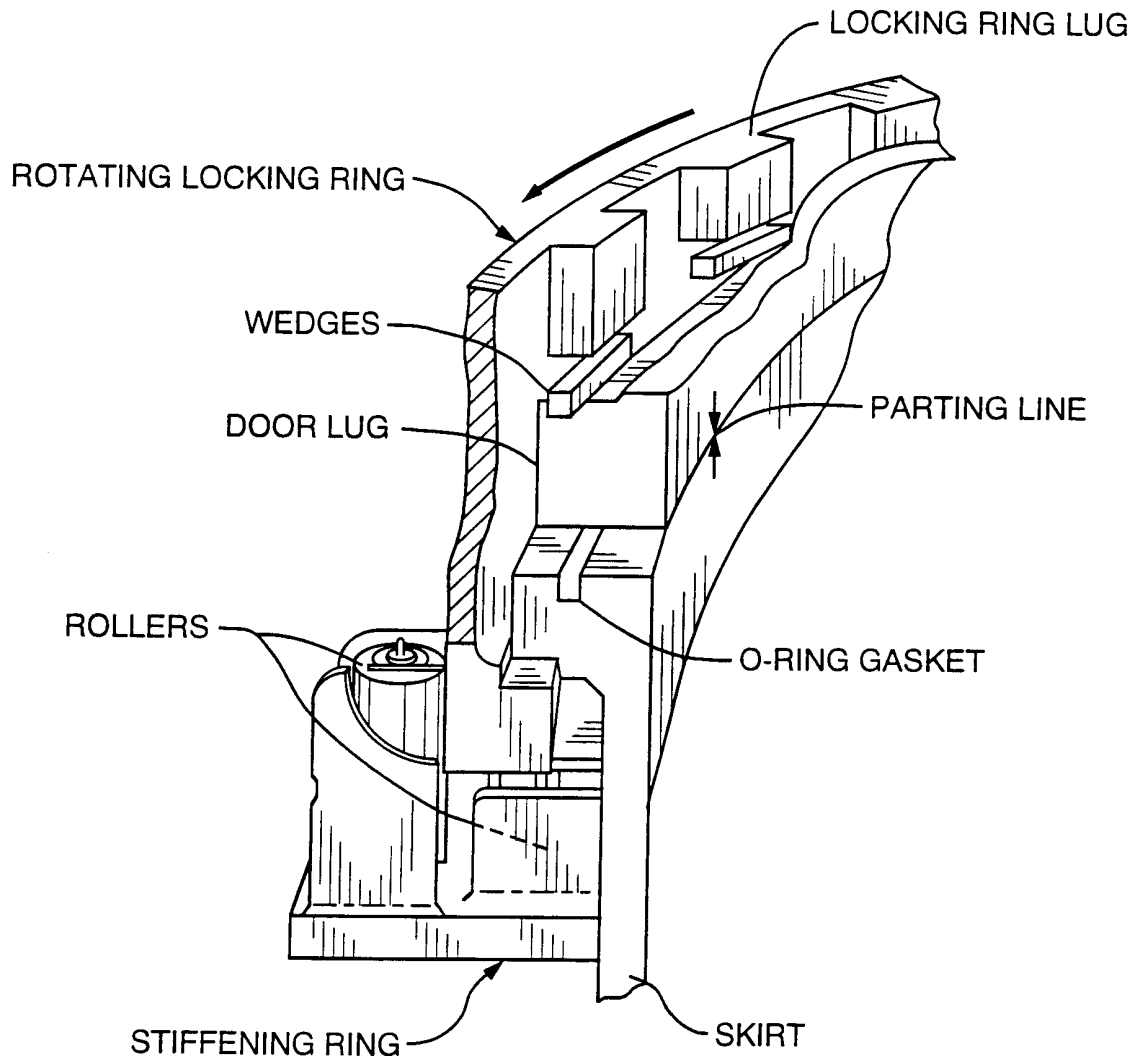 LOCKING RING LUG
ROTATING LOCKING RING
WEDGES
PARTING LINE
DOOR LUG
ROLLERS
O-RING GASKET
STIFFENING RING
SKIRT